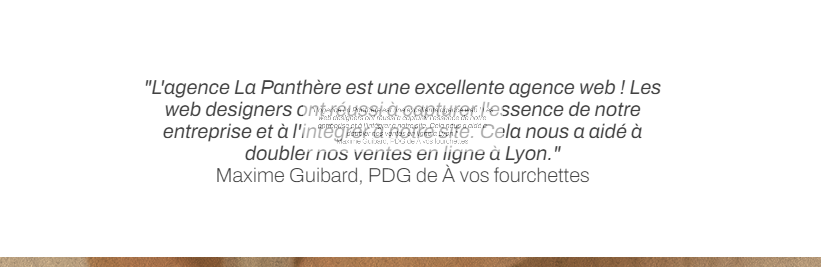 "L'agence La Panthère est une excellente agence web ! Les
web designers ont réussi à capturer l'essence de notre
entreprise et à l'intégrer à notre site. Cela nous a aidé à
doubler nos ventes en ligne à Lyon."
Maxime Guibard, PDG de À vos fourchettes